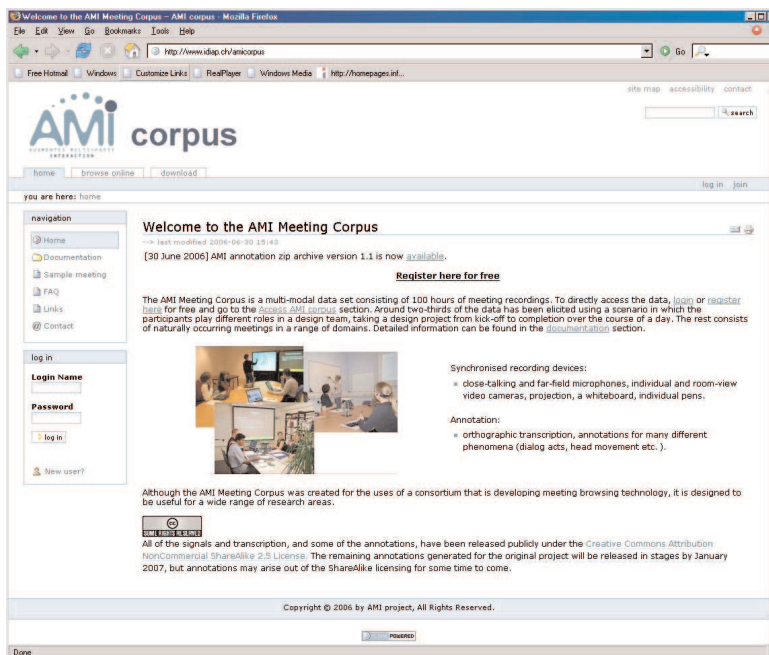 Welcome to the AMI Meeting Corpus - AMI corpus - Mozilla Firefox
File Edit View Go Bookmarks Tools Help
http://www.idiap.ch/amicorpus
Go
Free Hotmail Windows Customize Links RealPlayer Windows Media http://homepages.inf...
site map accessibility contact
search
AMI corpus
AUGMENTED MULTI-PARTY
INTERACTION
home browse online download
log in join
you are here: home
navigation
Home
Documentation
Sample meeting
FAQ
Links
@ Contact
log in
Login Name
Password
log in
New user?
Welcome to the AMI Meeting Corpus
--> last modified 2006-06-30 15:43
[30 June 2006] AMI annotation zip archive version 1.1 is now available.
Register here for free
The AMI Meeting Corpus is a multi-modal data set consisting of 100 hours of meeting recordings. To directly access the data, login or register
here for free and go to the Access AMI corpus section. Around two-thirds of the data has been elicited using a scenario in which the
participants play different roles in a design team, taking a design project from kick-off to completion over the course of a day. The rest consists
of naturally occurring meetings in a range of domains. Detailed information can be found in the documentation section.
Synchronised recording devices:
close-talking and far-field microphones, individual and room-view
video cameras, projection, a whiteboard, individual pens.
Annotation:
orthographic transcription, annotations for many different
phenomena (dialog acts, head movement etc. ).
Although the AMI Meeting Corpus was created for the uses of a consortium that is developing meeting browsing technology, it is designed to
be useful for a wide range of research areas.
cc
SOME RIGHTS RESERVED
All of the signals and transcription, and some of the annotations, have been released publicly under the Creative Commons Attribution
NonCommercial ShareAlike 2.5 License. The remaining annotations generated for the original project will be released in stages by January
2007, but annotations may arise out of the ShareAlike licensing for some time to come.
Copyright © 2006 by AMI project, All Rights Reserved.
POWERED
Done